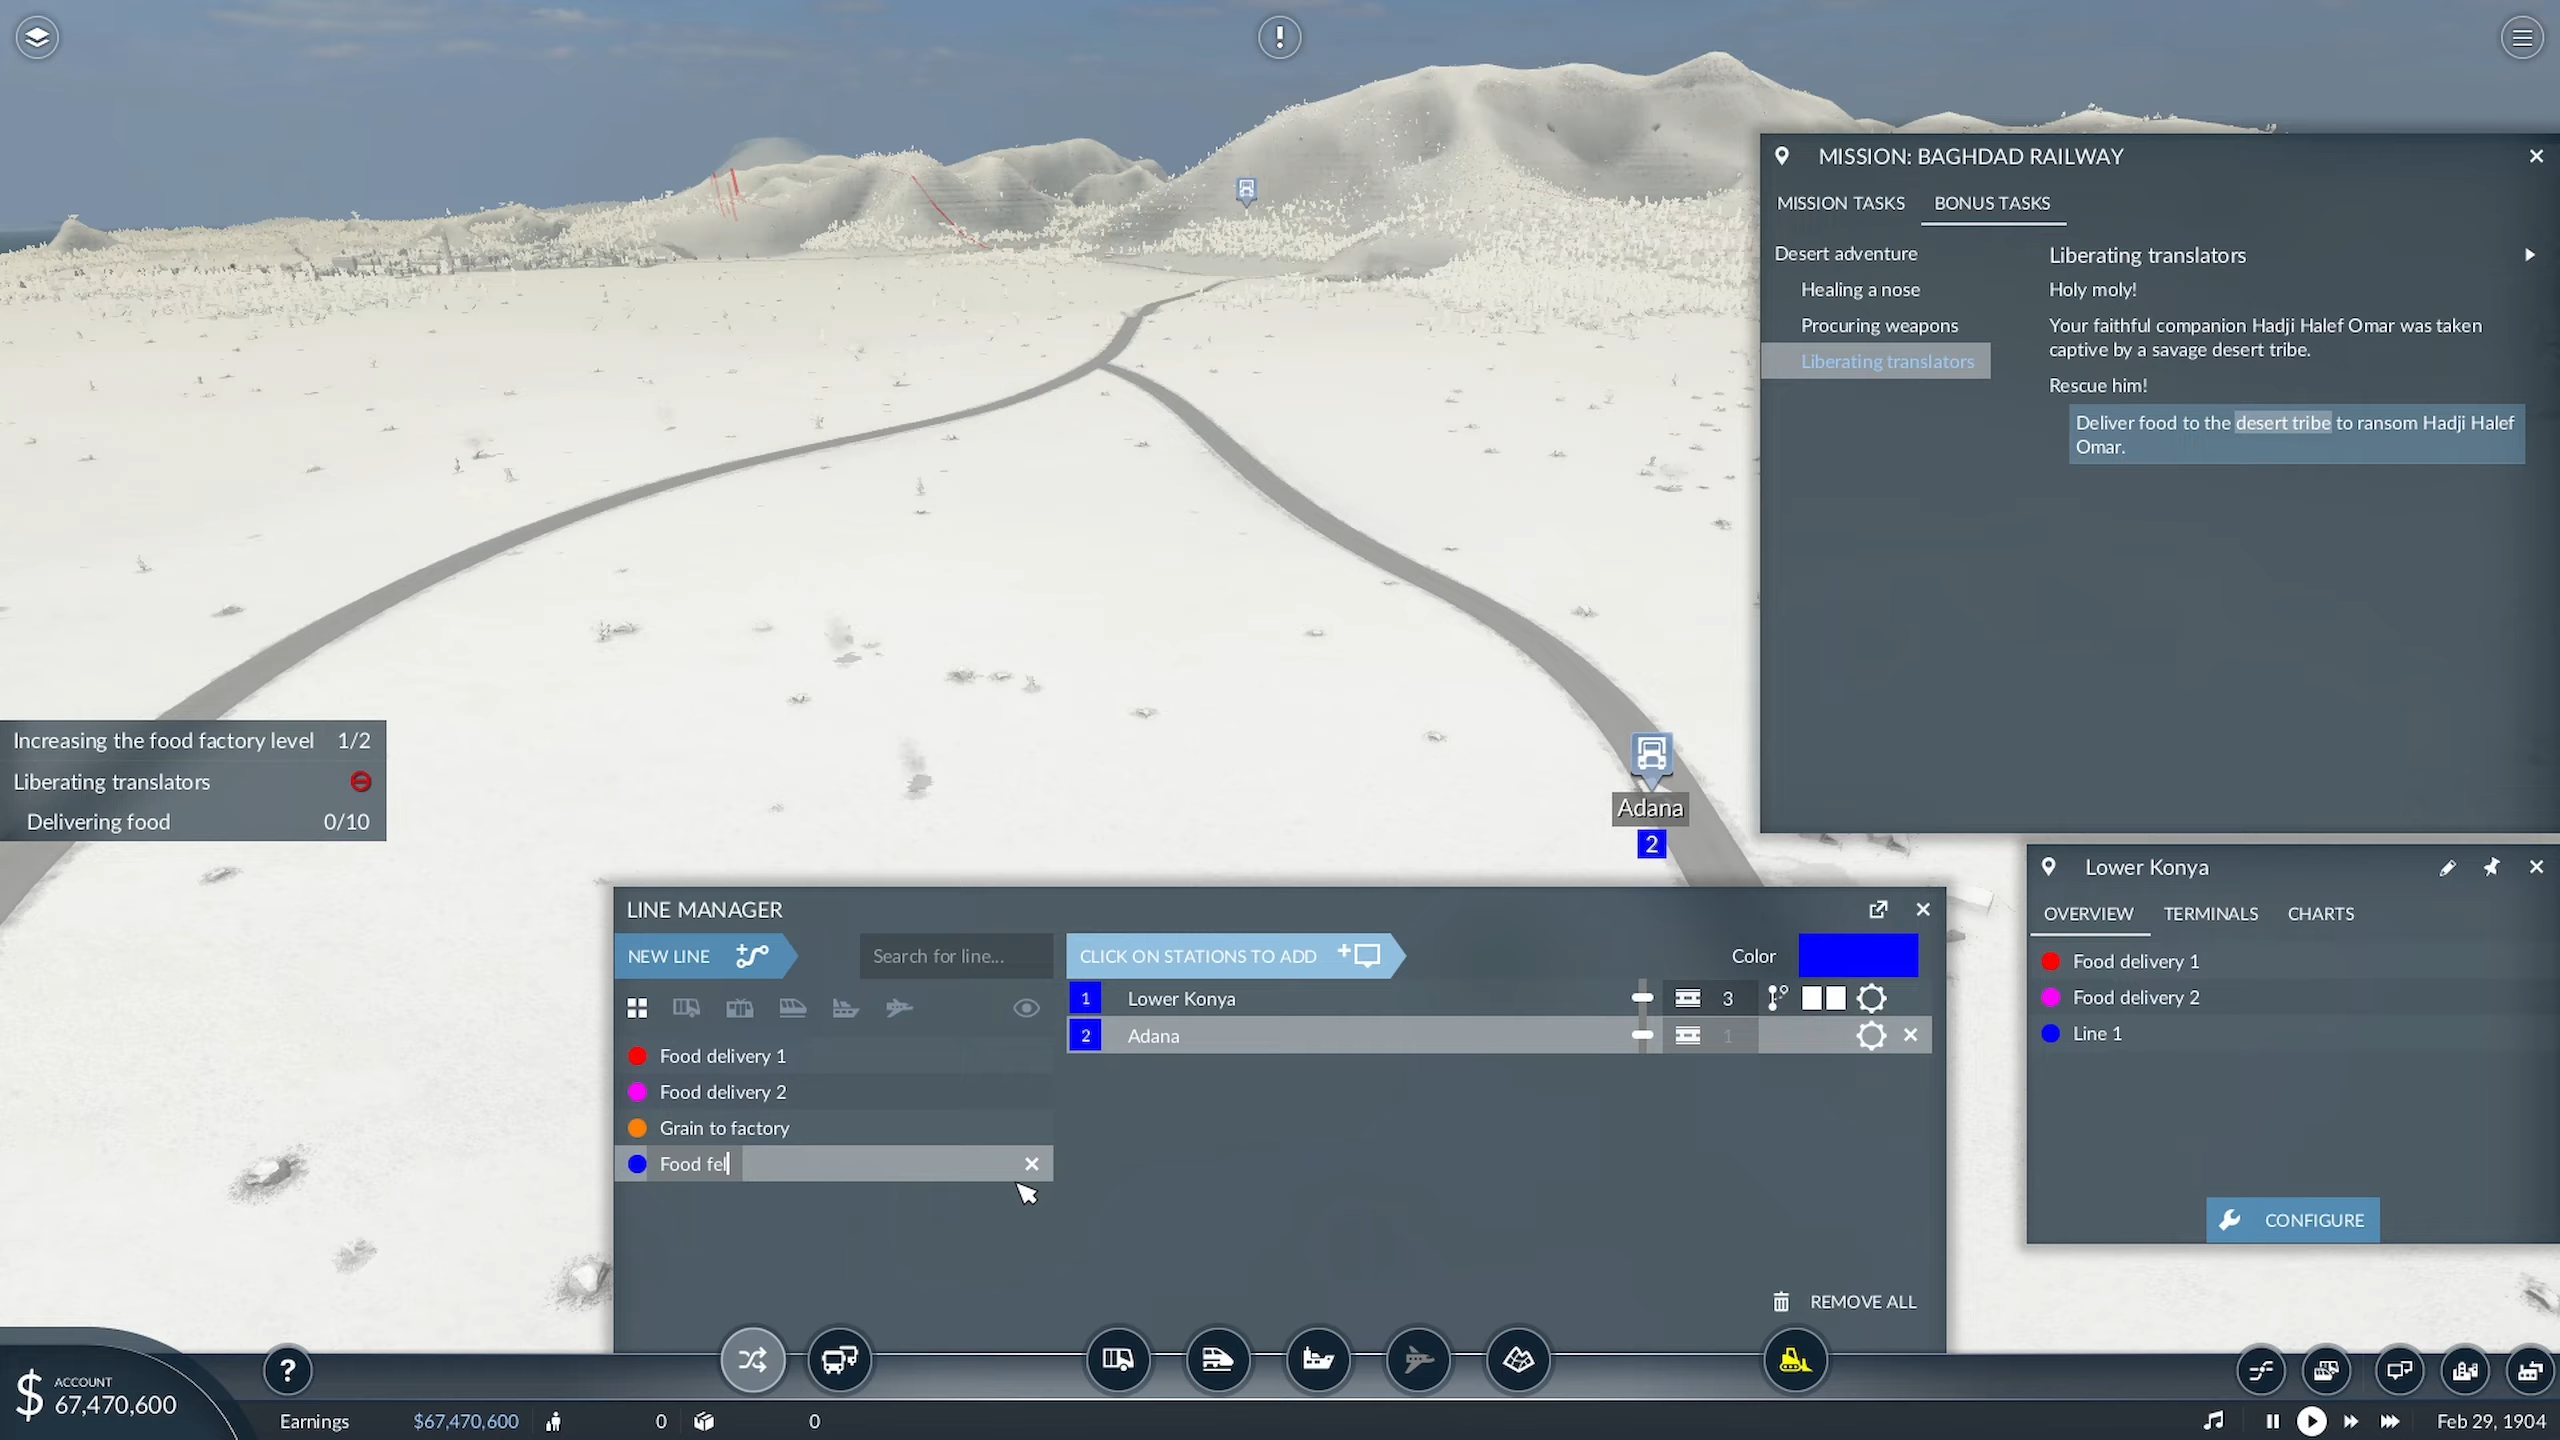 MISSION: BAGHDAD RAILWAY
MISSION TASKS
BONUS TASKS
Desert adventure
Healing a nose
Procuring weapons
Liberating translators
Liberating translators
Holy moly!
Your faithful companion Hadji Halef Omar was taken
captive by a savage desert tribe.
Rescue him!
Deliver food to the desert tribe to ransom Hadji Halef
Omar.
Increasing the food factory level 1/2
Liberating translators
Delivering food 0/10
Adana
2
LINE MANAGER
NEW LINE
Search for line...
CLICK ON STATIONS TO ADD
Color
1 Lower Konya 3
2 Adana 1
Food delivery 1
Food delivery 2
Grain to factory
Food fel
REMOVE ALL
Lower Konya
OVERVIEW
TERMINALS
CHARTS
Food delivery 1
Food delivery 2
Line 1
CONFIGURE
?
$ ACCOUNT
67,470,600
Earnings $67,470,600 0 0
Feb 29, 1904